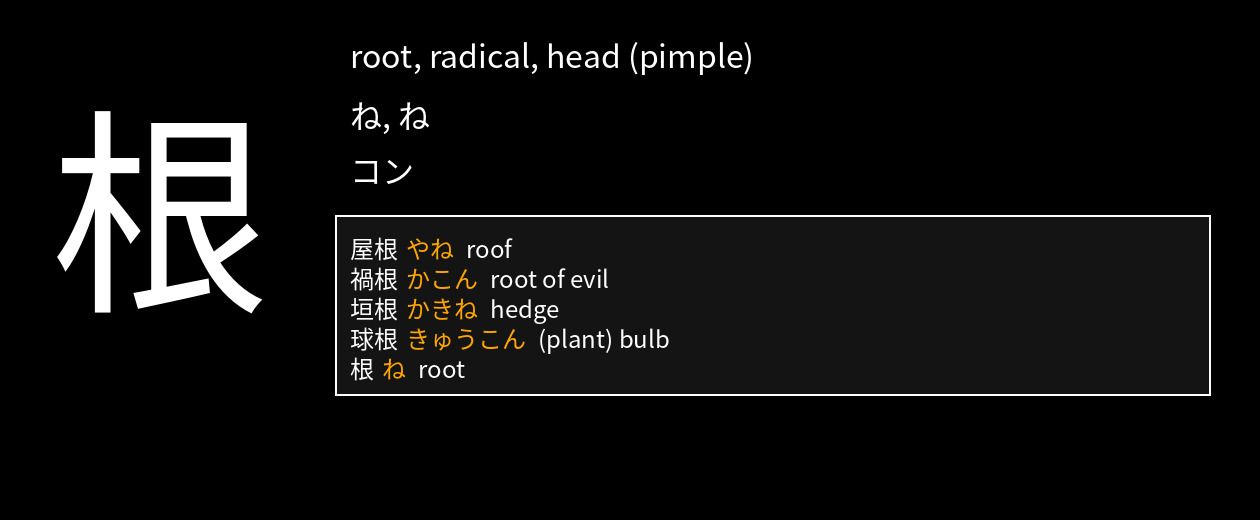 根
root, radical, head (pimple)
ね, ね
コン
屋根 やね roof
禍根 かこん root of evil
垣根 かきね hedge
球根 きゅうこん (plant) bulb
根 ね root